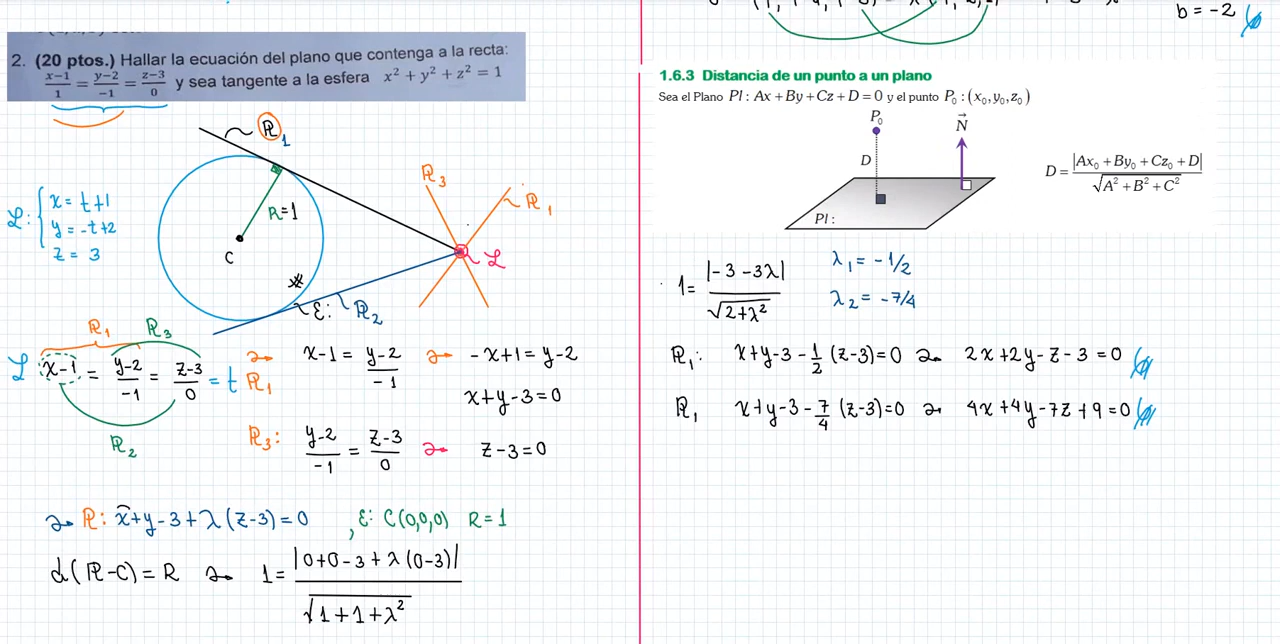 b = -2
2. (20 ptos.) Hallar la ecuación del plano que contenga a la recta:
x-1/1 = y-2/-1 = z-3/0 y sea tangente a la esfera x² + y² + z² = 1
ℝ₁
ℝ₃
ℝ₁
R=1
C
ℒ
ε: ℝ₂
ℒ: { x = t+1
y = -t+2
z = 3
ℝ₁ ℝ₃
ℒ x-1 = y-2/-1 = z-3/0 = t
ℝ₂
ℝ₁ x-1 = y-2/-1 -x+1 = y-2
x+y-3=0
ℝ₃: y-2/-1 = z-3/0 z-3=0
ℝ: x+y-3+λ(z-3)=0 , ε: C(0,0,0) R=1
d(ℝ-C)=R 1= |0+0-3+λ(0-3)|/√1+1+λ²
1.6.3 Distancia de un punto a un plano
Sea el Plano Pl: Ax+By+Cz+D=0 y el punto P₀:(x₀,y₀,z₀)
P₀
N⃗
D
Pl:
D = |Ax₀+By₀+Cz₀+D|/√A²+B²+C²
1= |-3-3λ|/√2+λ² λ₁ = -1/2
λ₂ = -7/4
ℝ₁: x+y-3-1/2(z-3)=0 2x+2y-z-3=0
ℝ₁ x+y-3-7/4(z-3)=0 4x+4y-7z+9=0